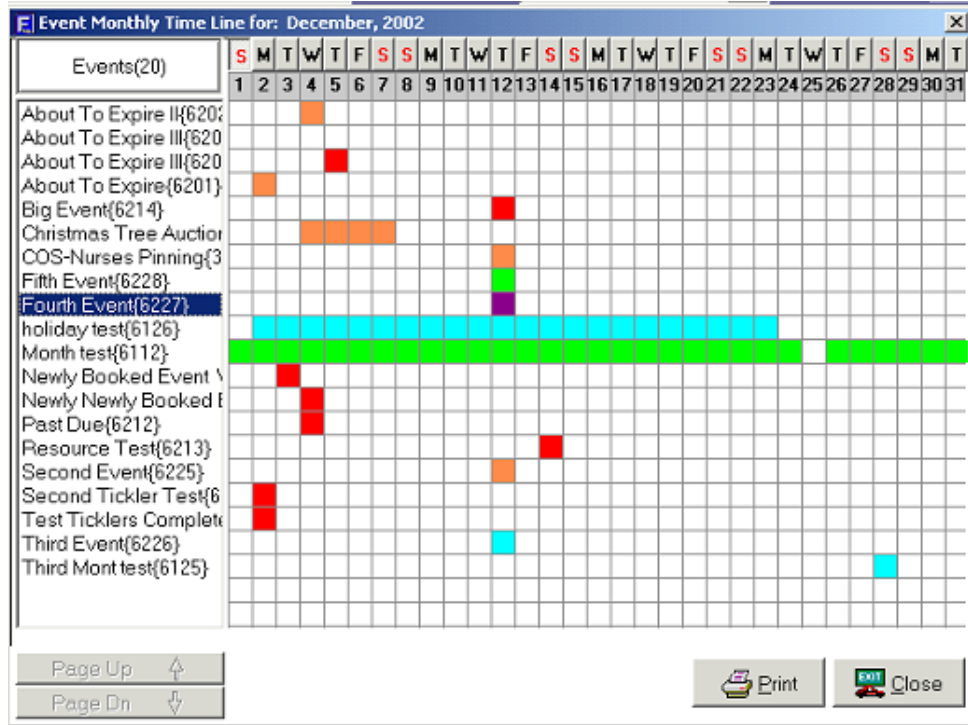 Event Monthly Time Line for: December, 2002
Events(20)
S M T W T F S S M T W T F S S M T W T F S S M T W T F S S M T
1 2 3 4 5 6 7 8 9 10 11 12 13 14 15 16 17 18 19 20 21 22 23 24 25 26 27 28 29 30 31
About To Expire II{6202
About To Expire III{620
About To Expire III{620
About To Expire{6201}
Big Event{6214}
Christmas Tree Auction
COS-Nurses Pinning{3
Fifth Event{6228}
Fourth Event{6227}
holiday test{6126}
Month test{6112}
Newly Booked Event \
Newly Newly Booked E
Past Due{6212}
Resource Test{6213}
Second Event{6225}
Second Tickler Test{6
Test Ticklers Complete
Third Event{6226}
Third Mont test{6125}
Page Up
Page Dn
Print
EXIT Close